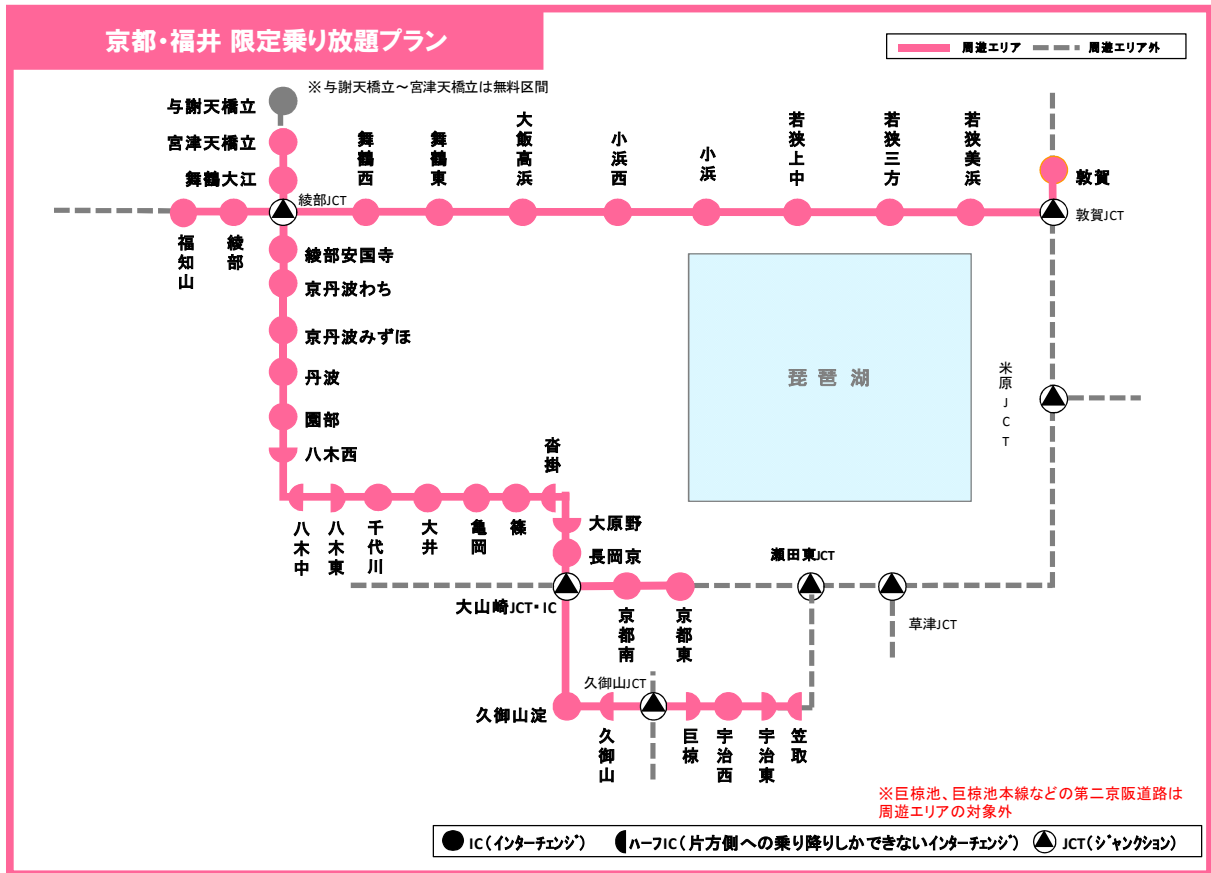 京都・福井 限定乗り放題プラン
周遊エリア
周遊エリア外
※与謝天橋立～宮津天橋立は無料区間
与謝天橋立
宮津天橋立
舞鶴大江
綾部JCT
舞鶴西
舞鶴東
大飯高浜
小浜西
小浜
若狭上中
若狭三方
若狭美浜
敦賀
敦賀JCT
福知山
綾部
綾部安国寺
京丹波わち
京丹波みずほ
丹波
園部
八木西
琵琶湖
米原JCT
八木中
八木東
千代川
大井
亀岡
篠
沓掛
大原野
長岡京
大山崎JCT・IC
京都南
京都東
瀬田東JCT
草津JCT
久御山淀
久御山JCT
久御山
巨椋
宇治西
宇治東
笠取
※巨椋池、巨椋池本線などの第二京阪道路は
周遊エリアの対象外
IC(インターチェンジ)
ハーフIC(片方側への乗り降りしかできないインターチェンジ)
JCT(ジャンクション)